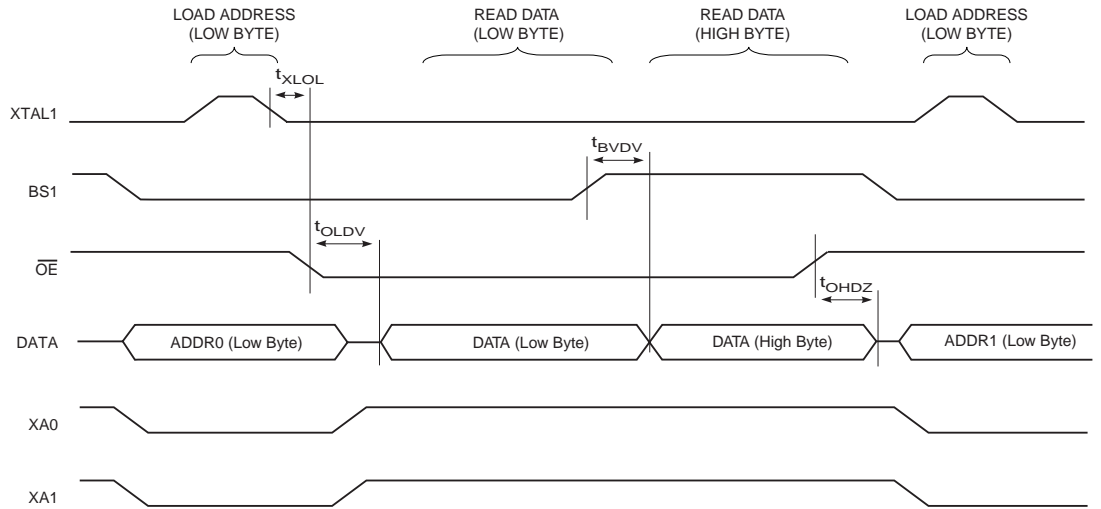 LOAD ADDRESS
(LOW BYTE)
READ DATA
(LOW BYTE)
READ DATA
(HIGH BYTE)
LOAD ADDRESS
(LOW BYTE)
tXLOL
XTAL1
tBVDV
BS1
tOLDV
OE
tOHDZ
DATA
ADDR0 (Low Byte)
DATA (Low Byte)
DATA (High Byte)
ADDR1 (Low Byte)
XA0
XA1